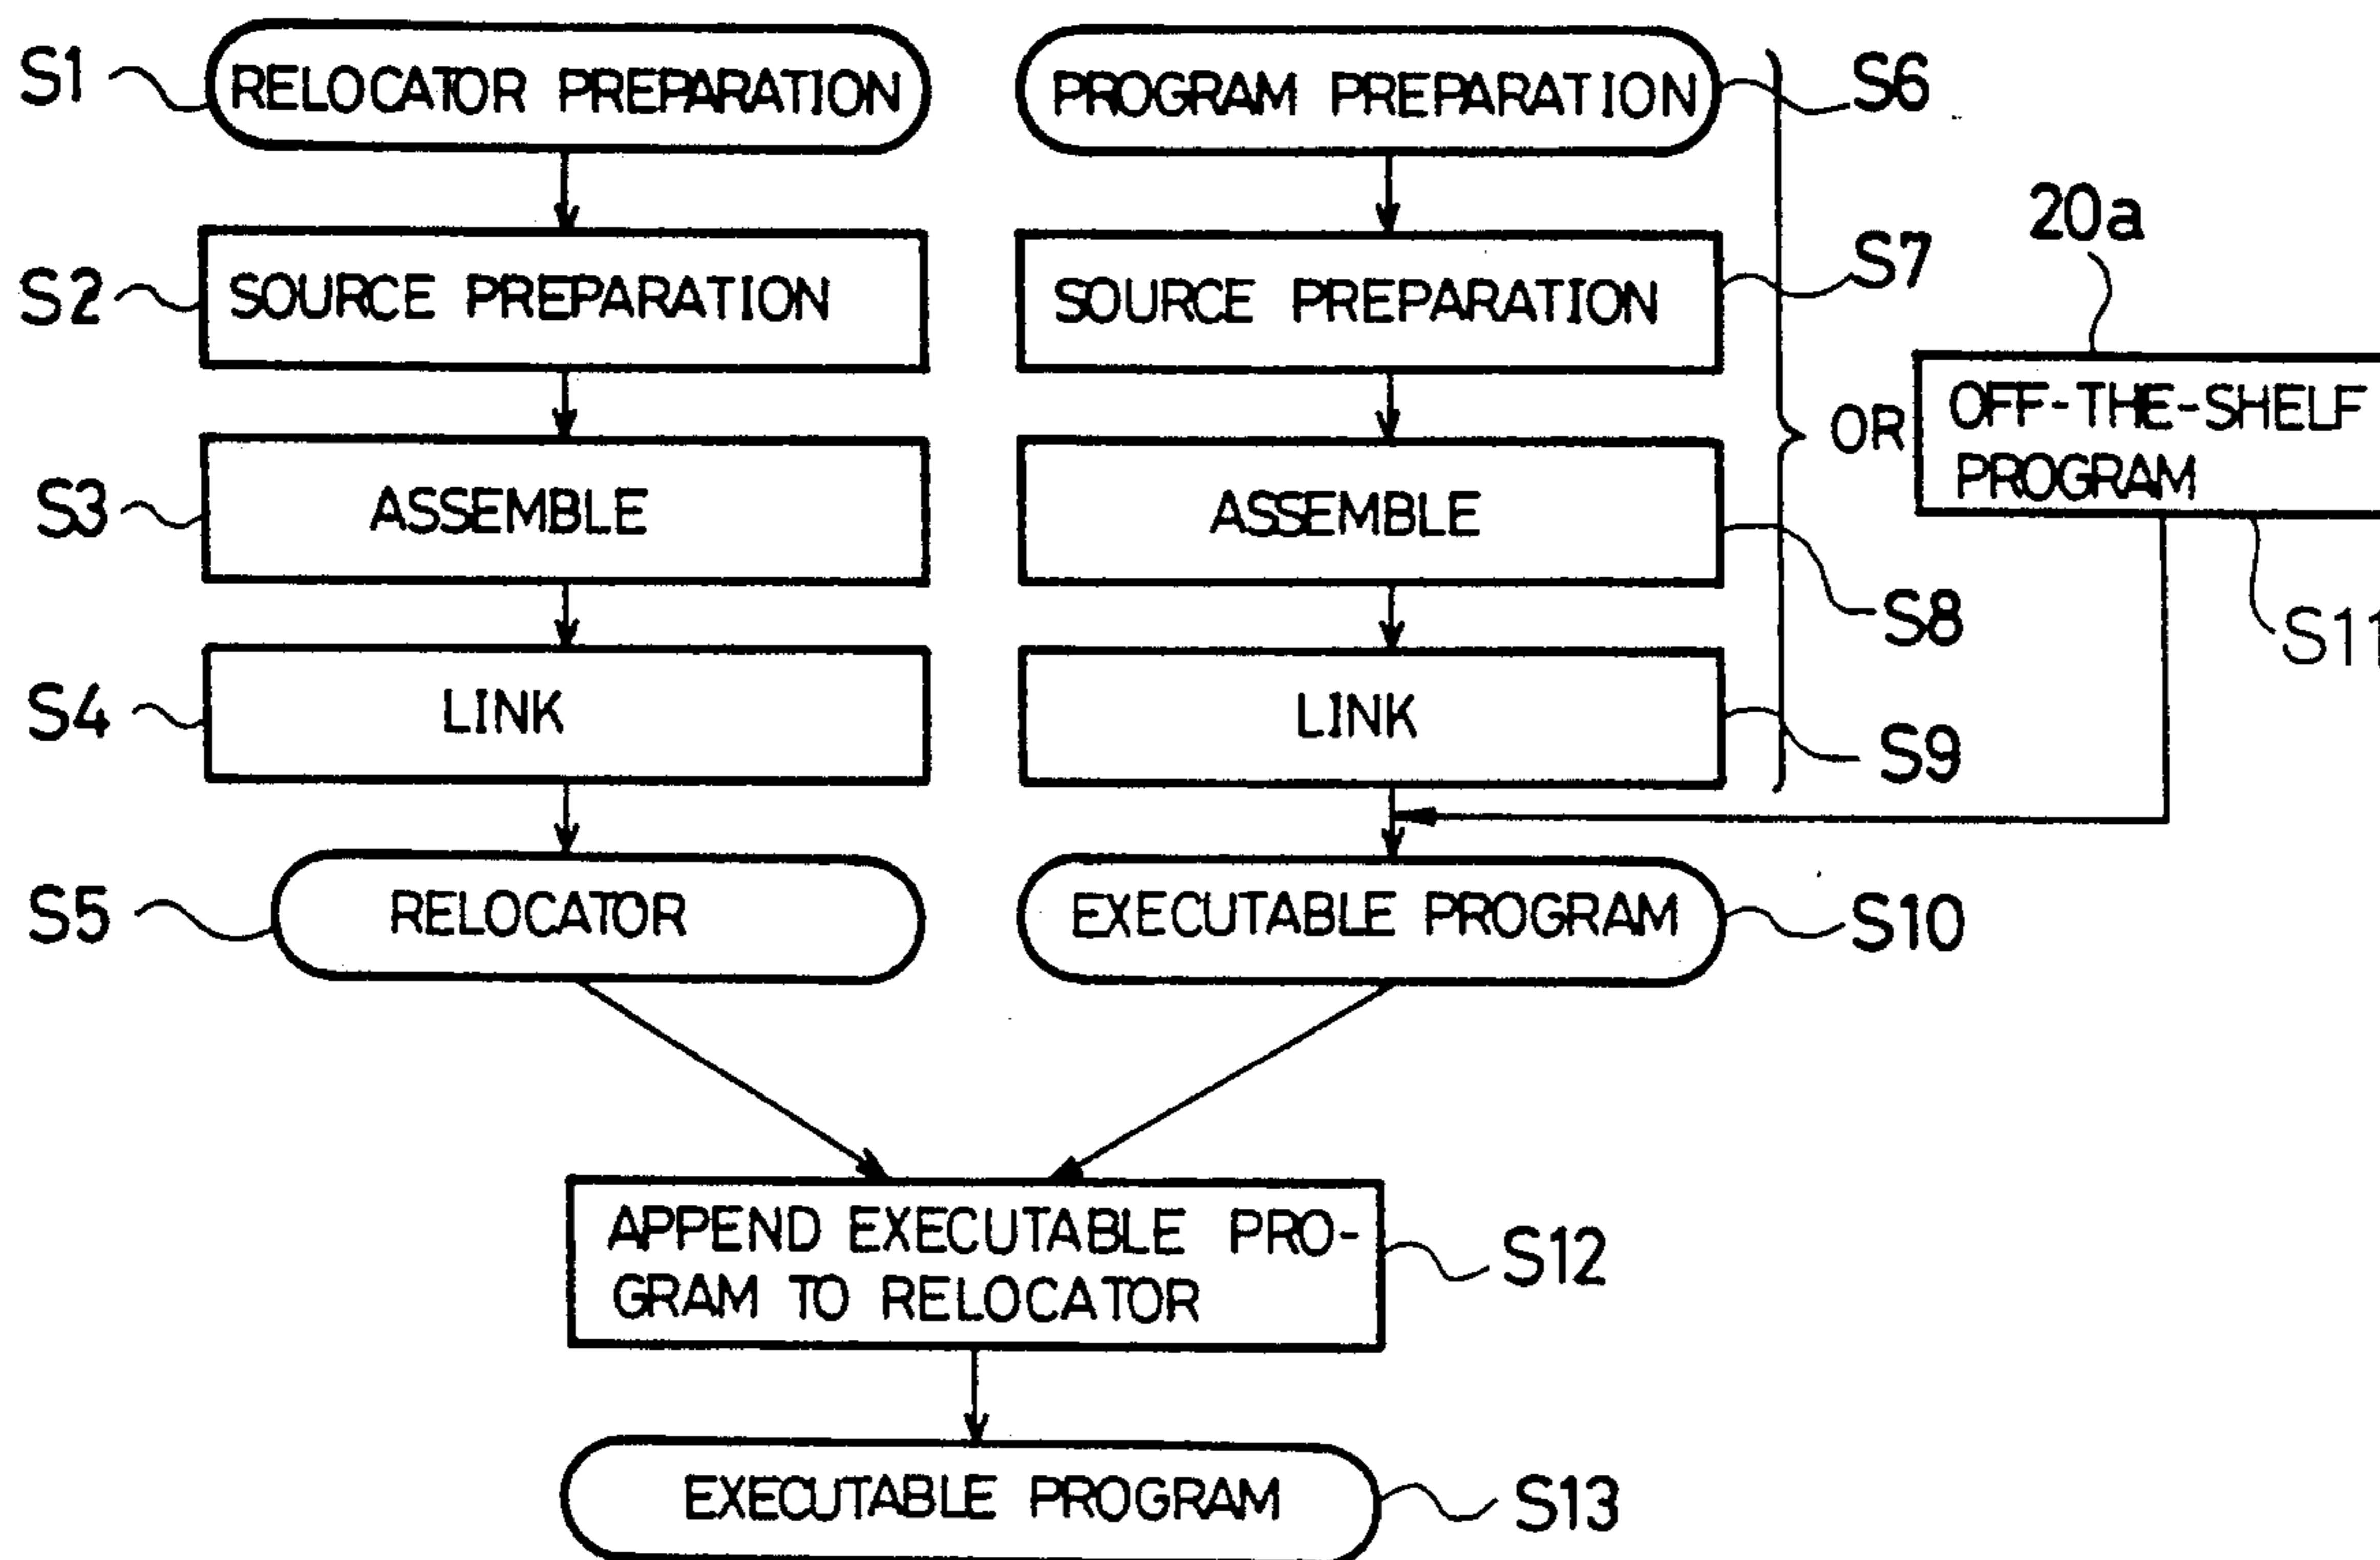 S1
RELOCATOR PREPARATION
PROGRAM PREPARATION
S6
20a
S2
SOURCE PREPARATION
SOURCE PREPARATION
S7
OR
OFF-THE-SHELF
PROGRAM
S3
ASSEMBLE
ASSEMBLE
S8
S11
S4
LINK
LINK
S9
S5
RELOCATOR
EXECUTABLE PROGRAM
S10
APPEND EXECUTABLE PRO-
GRAM TO RELOCATOR
S12
EXECUTABLE PROGRAM
S13